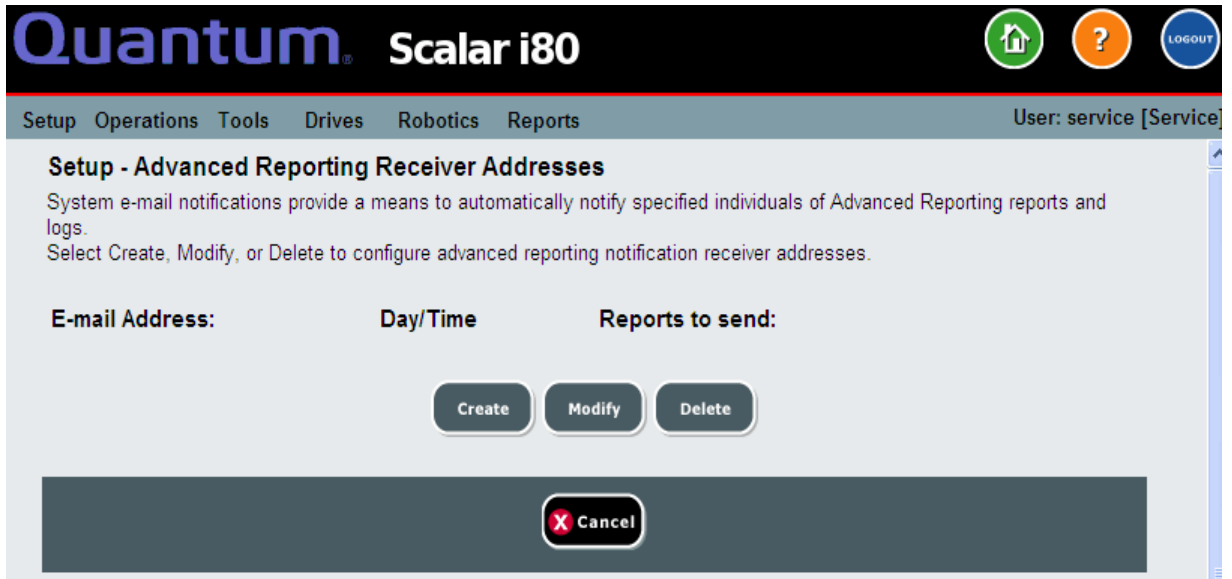 Quantum® Scalar i80
?
LOGOUT
Setup Operations Tools Drives Robotics Reports User: service [Service]
Setup - Advanced Reporting Receiver Addresses
System e-mail notifications provide a means to automatically notify specified individuals of Advanced Reporting reports and
logs.
Select Create, Modify, or Delete to configure advanced reporting notification receiver addresses.
E-mail Address: Day/Time Reports to send:
Create Modify Delete
X Cancel